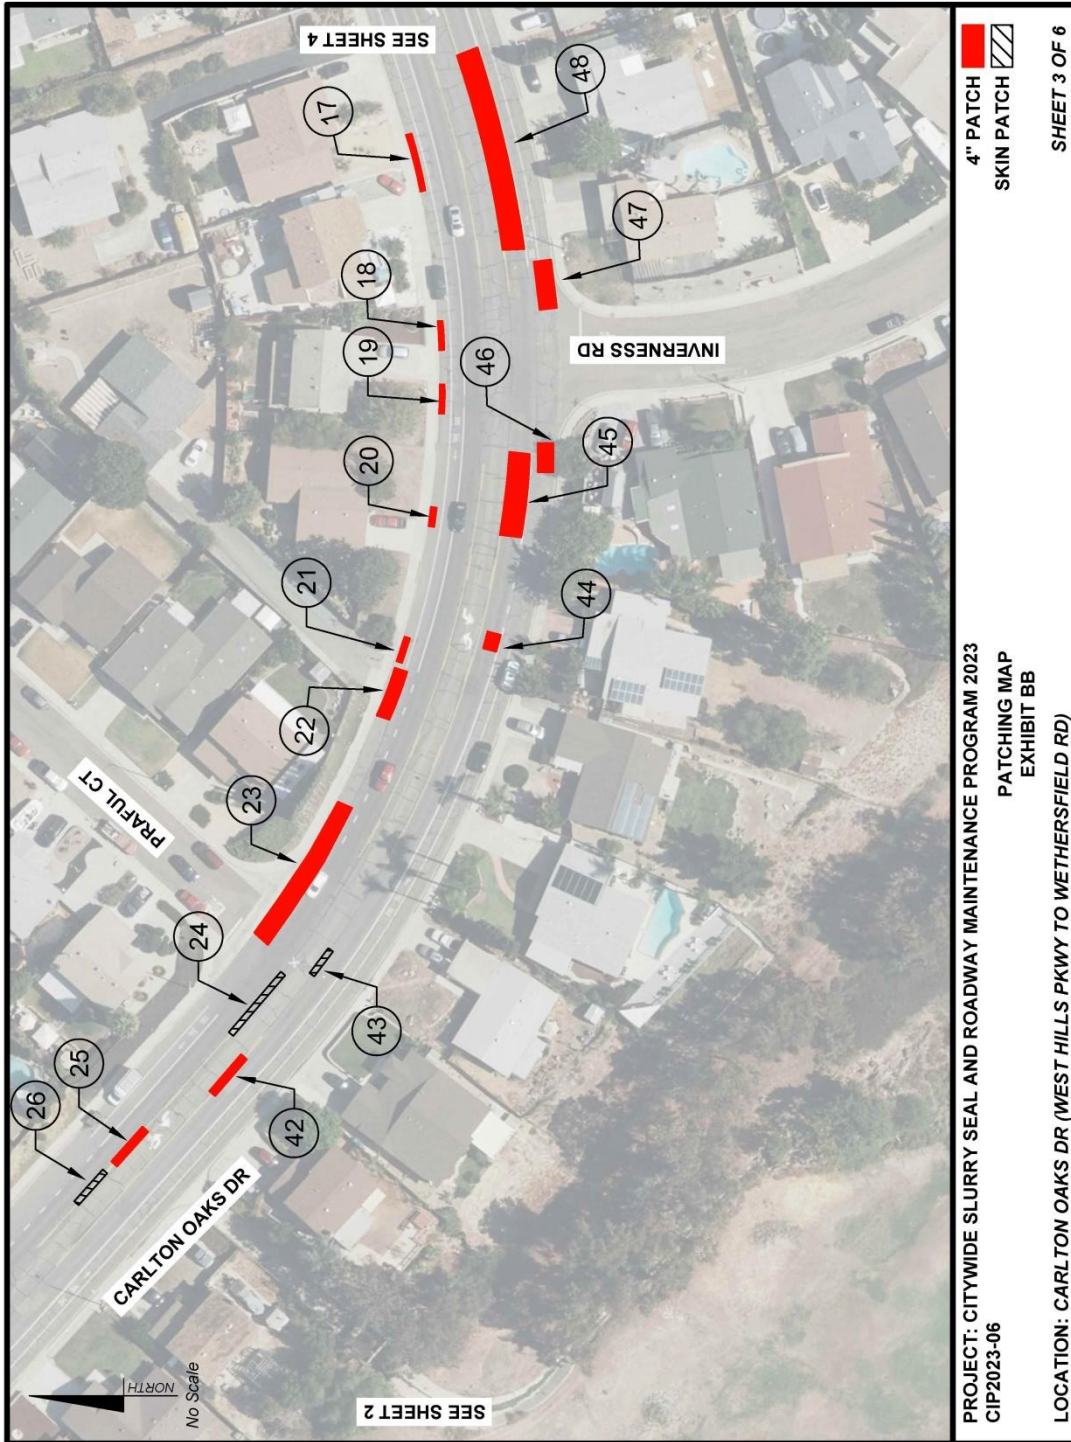 SEE SHEET 4
17
18
19
20
21
22
23
24
25
26
42
43
44
45
46
47
48
PRAFUL CT
INVERNESS RD
CARLTON OAKS DR
NORTH
No Scale
SEE SHEET 2
PROJECT: CITYWIDE SLURRY SEAL AND ROADWAY MAINTENANCE PROGRAM 2023
CIP2023-06
PATCHING MAP
EXHIBIT BB
LOCATION: CARLTON OAKS DR (WEST HILLS PKWY TO WETHERSFIELD RD)
4" PATCH
SKIN PATCH
SHEET 3 OF 6